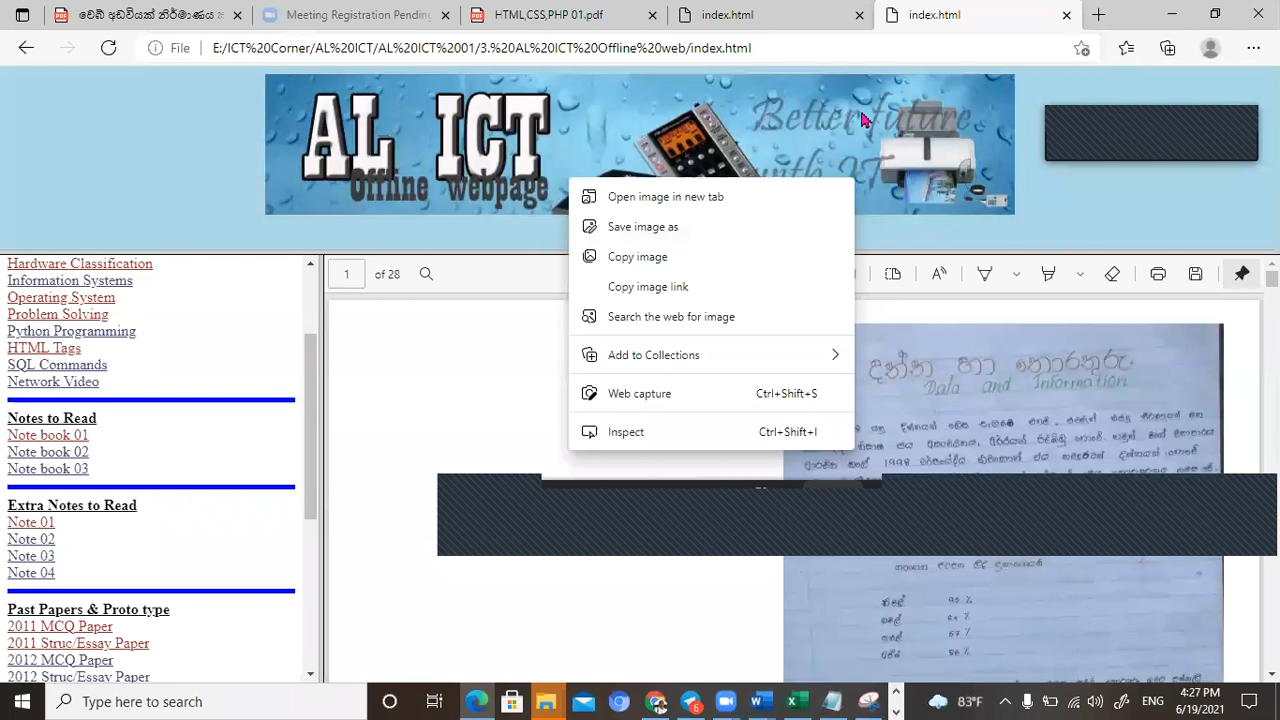 වෙබ් අඩවියක් නිර්මාණය ක
Meeting Registration Pending
HTML,CSS,PHP 01.pdf
index.html
index.html
File
E:/ICT%20Corner/AL%20ICT/AL%20ICT%2001/3.%20AL%20ICT%20Offline%20web/index.html
AL ICT
Offline webpage
Better future
with IT
Open image in new tab
Save image as
Copy image
Copy image link
Search the web for image
Add to Collections
Web capture Ctrl+Shift+S
Inspect Ctrl+Shift+I
Hardware Classification
Information Systems
Operating System
Problem Solving
Python Programming
HTML Tags
SQL Commands
Network Video
Notes to Read
Note book 01
Note book 02
Note book 03
Extra Notes to Read
Note 01
Note 02
Note 03
Note 04
Past Papers & Proto type
2011 MCQ Paper
2011 Struc/Essay Paper
2012 MCQ Paper
2012 Struc/Essay Paper
1 of 28
දත්ත හා තොරතුරු.
Data and Information
Type here to search
83°F
ENG
4:27 PM
6/19/2021